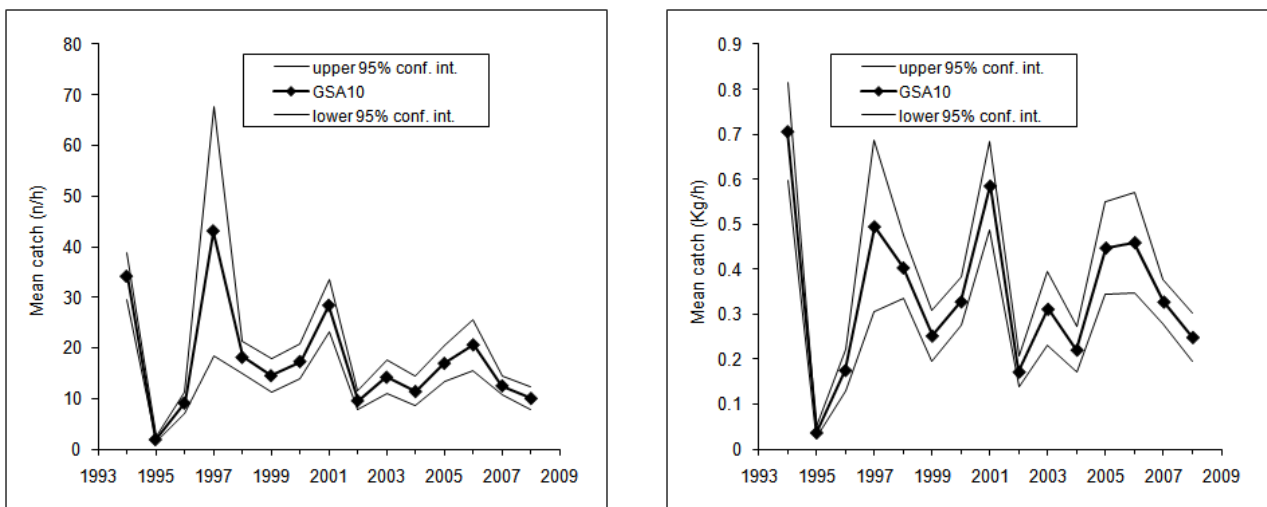 80
70
60
50
40
30
20
10
0
Mean catch (n/h)
upper 95% conf. int.
GSA10
lower 95% conf. int.
1993 1995 1997 1999 2001 2003 2005 2007 2009
0.9
0.8
0.7
0.6
0.5
0.4
0.3
0.2
0.1
0
Mean catch (Kg/h)
upper 95% conf. int.
GSA10
lower 95% conf. int.
1993 1995 1997 1999 2001 2003 2005 2007 2009